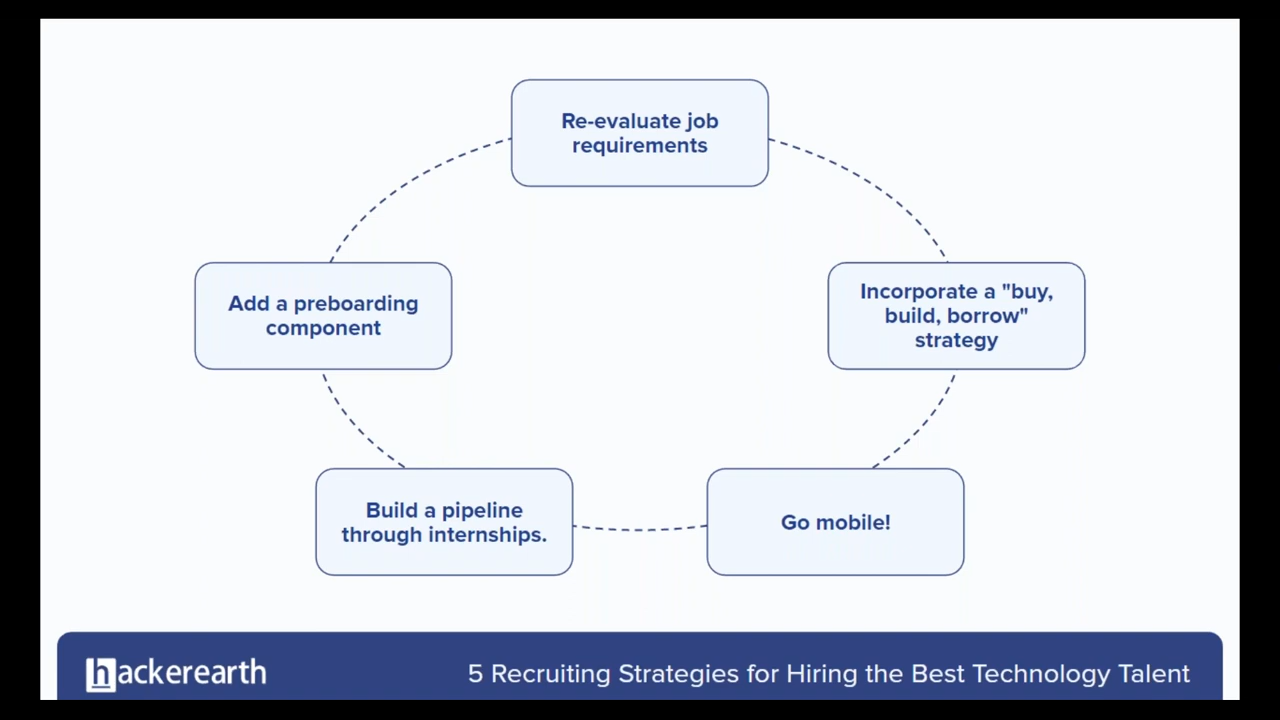 Re-evaluate job
requirements
Add a preboarding
component
Incorporate a "buy,
build, borrow"
strategy
Build a pipeline
through internships.
Go mobile!
hackerearth
5 Recruiting Strategies for Hiring the Best Technology Talent